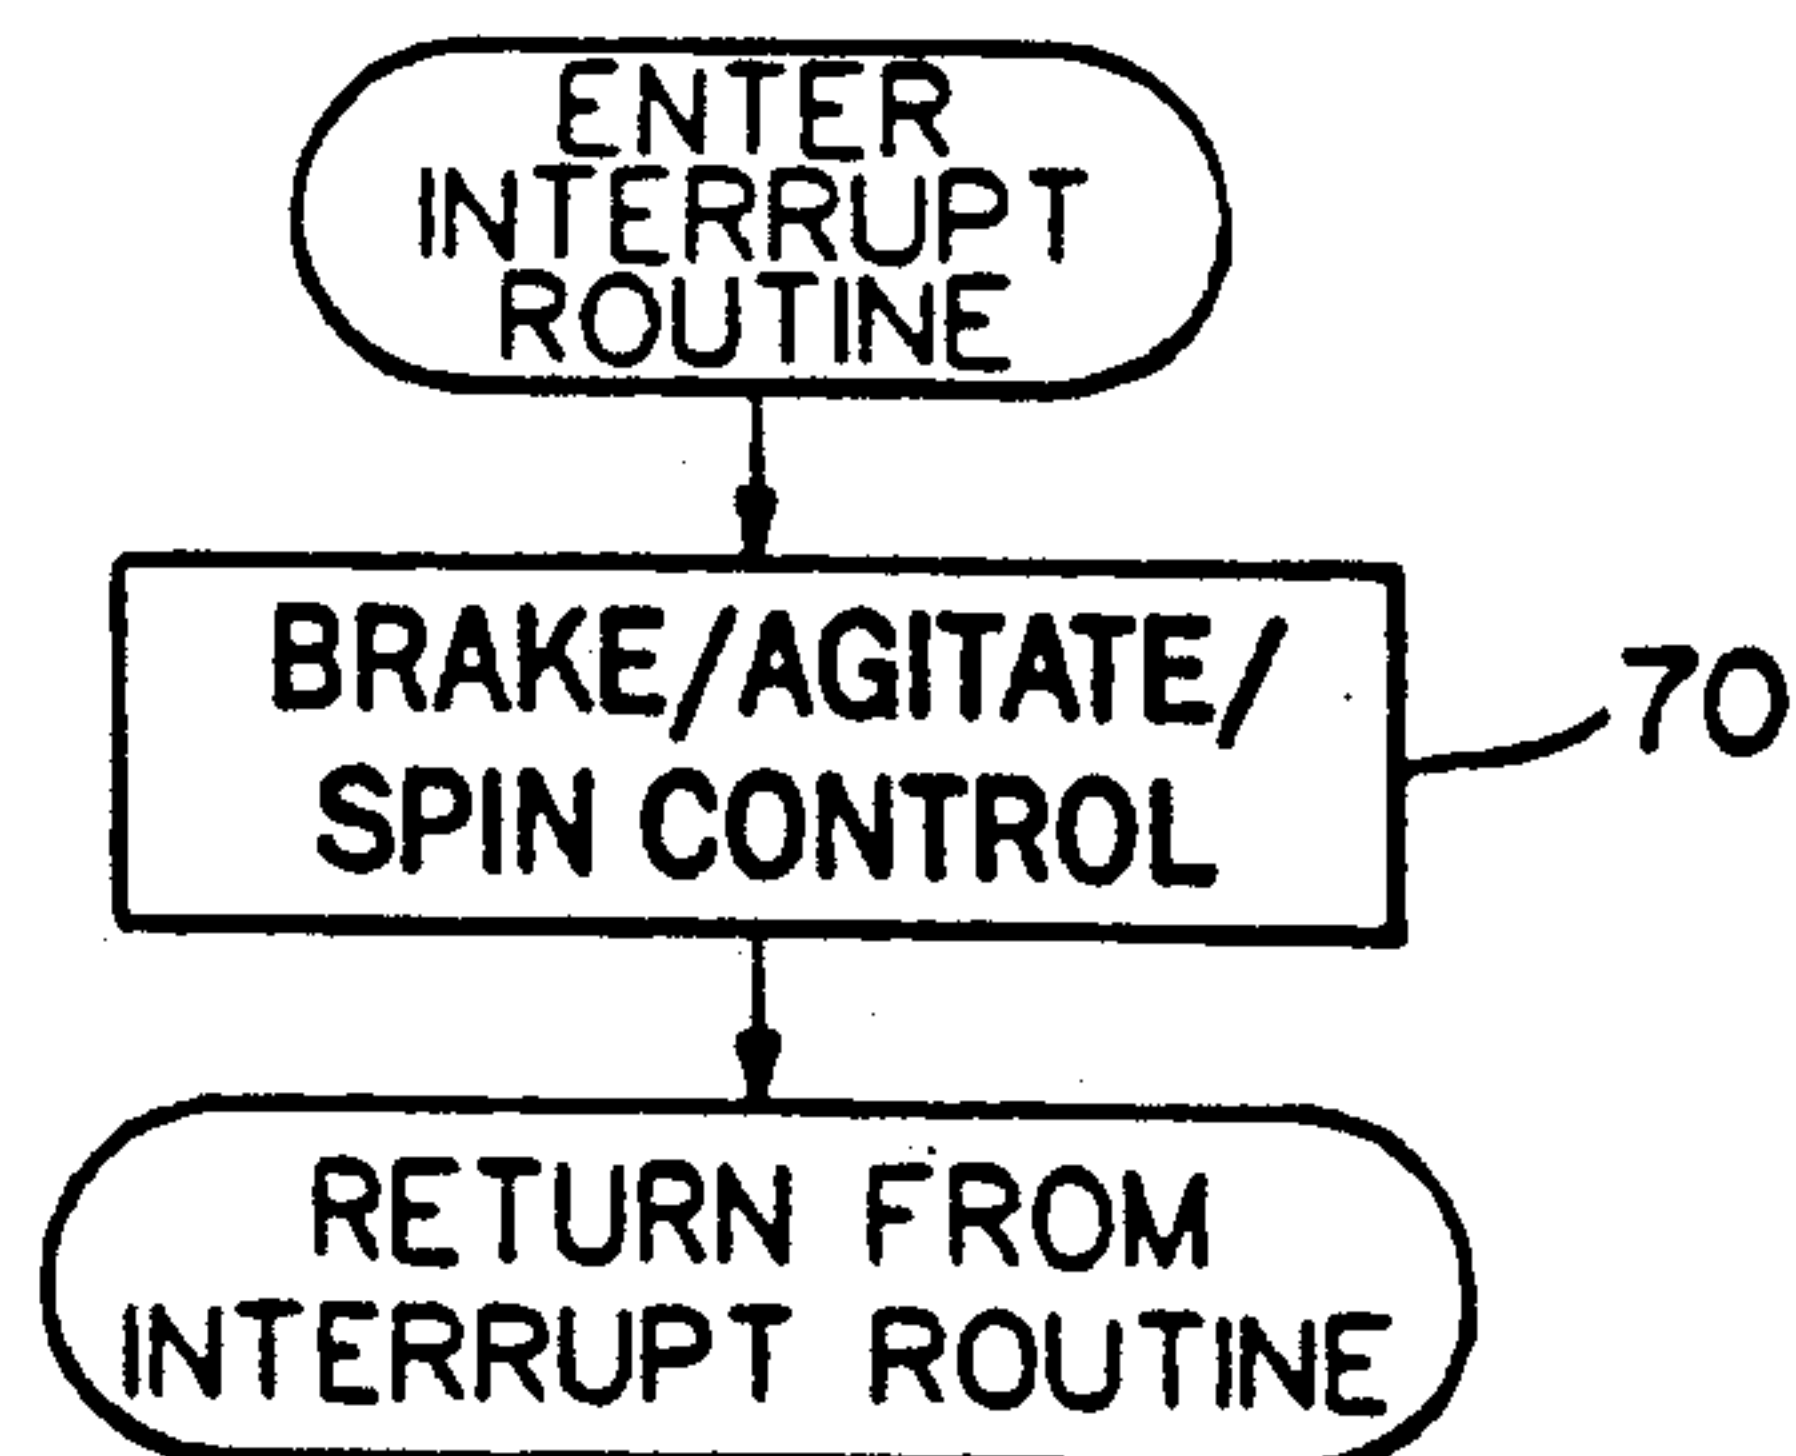 ENTER
INTERRUPT
ROUTINE
BRAKE/AGITATE/
SPIN CONTROL
70
RETURN FROM
INTERRUPT ROUTINE